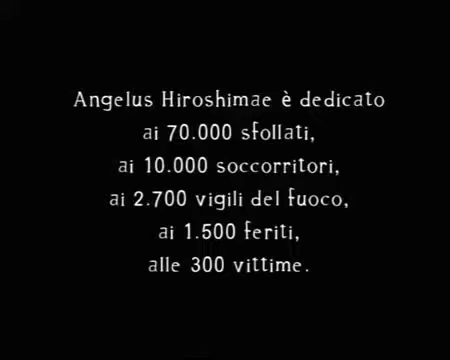 Angelus Hiroshimae è dedicato
ai 70.000 sfollati,
ai 10.000 soccorritori,
ai 2.700 vigili del fuoco,
ai 1.500 feriti,
alle 300 vittime.